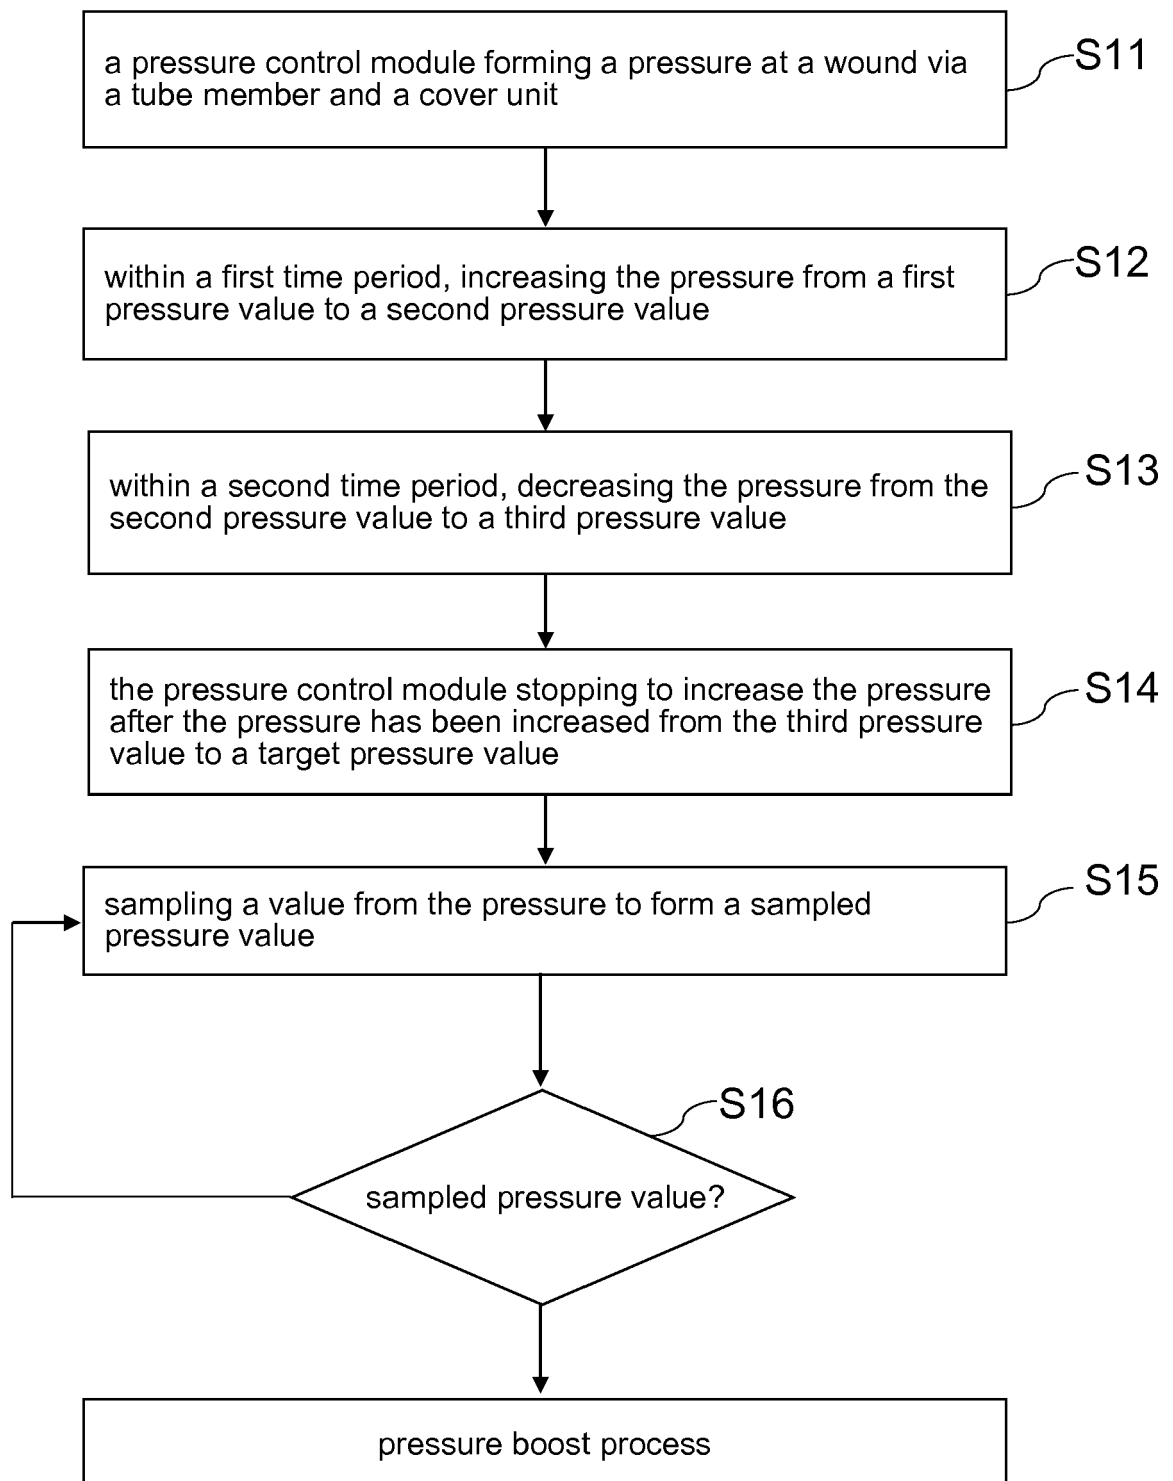 a pressure control module forming a pressure at a wound via
a tube member and a cover unit
S11
within a first time period, increasing the pressure from a first
pressure value to a second pressure value
S12
within a second time period, decreasing the pressure from the
second pressure value to a third pressure value
S13
the pressure control module stopping to increase the pressure
after the pressure has been increased from the third pressure
value to a target pressure value
S14
sampling a value from the pressure to form a sampled
pressure value
S15
S16
sampled pressure value?
pressure boost process